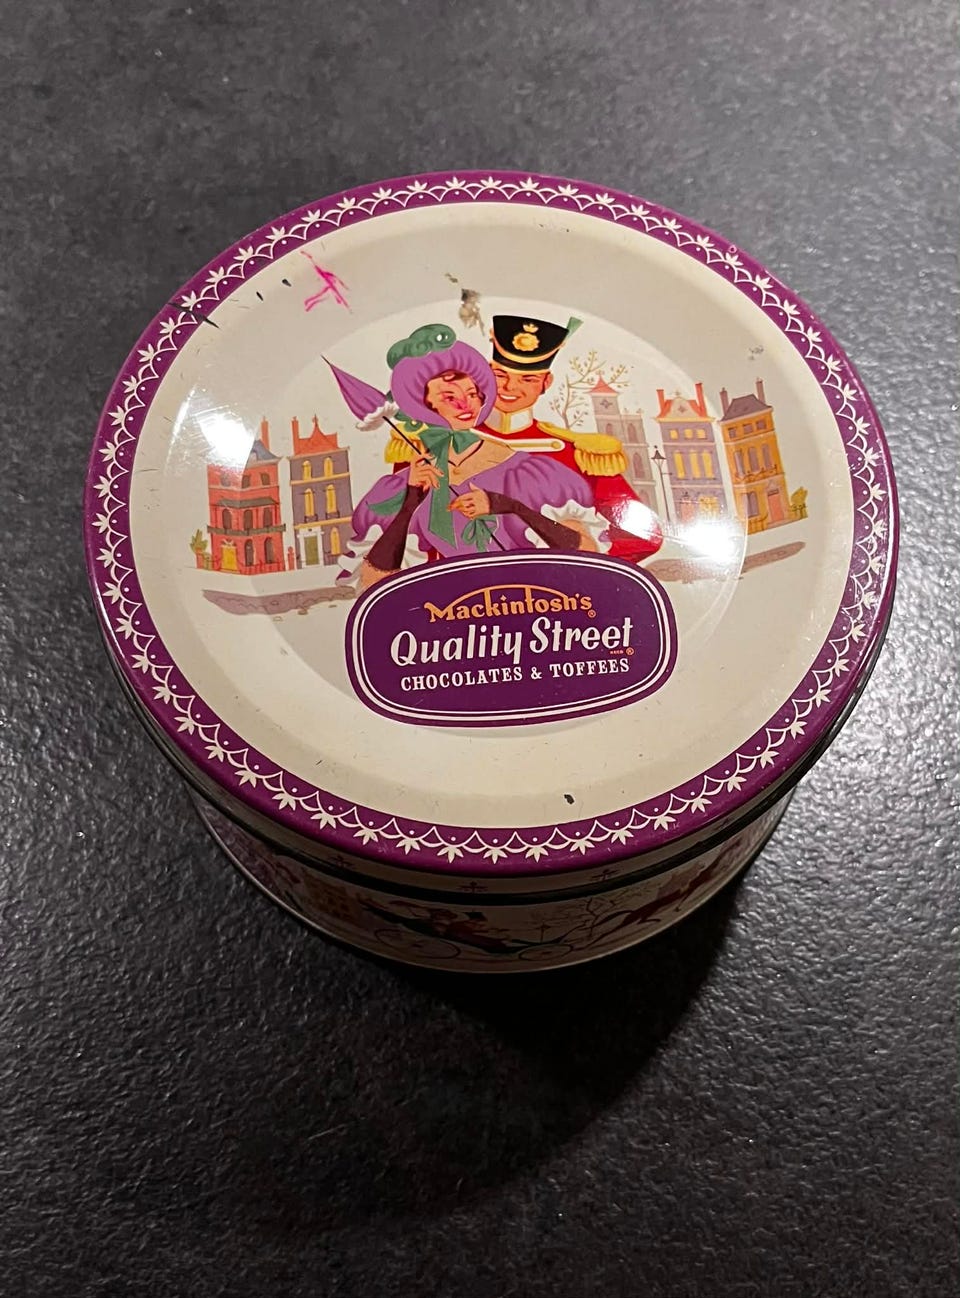 Mackintosh's®
Quality Street®
CHOCOLATES & TOFFEES